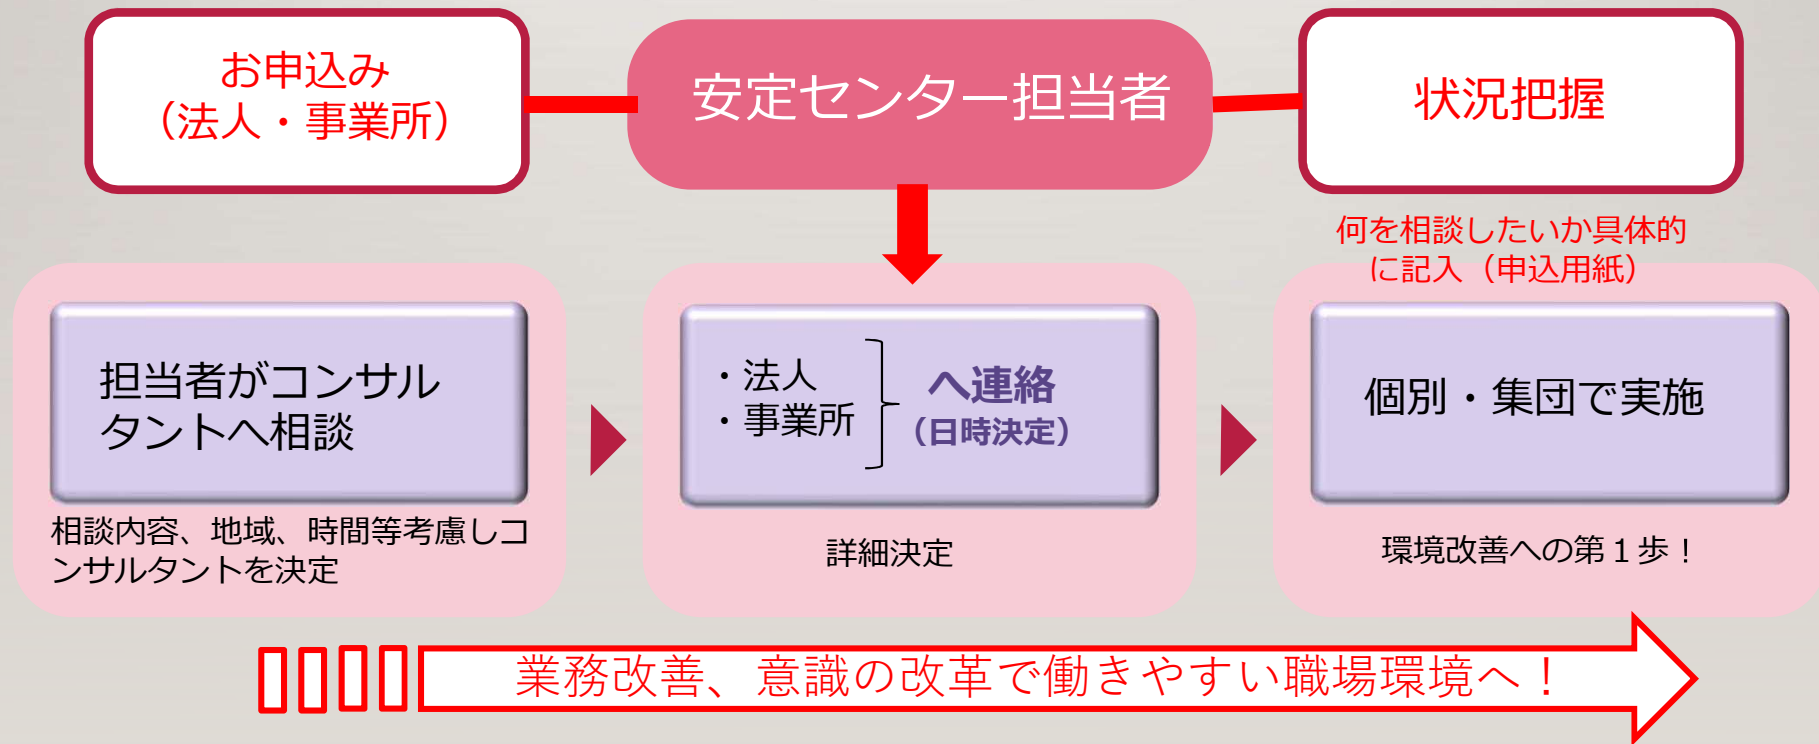 お申込み
（法人・事業所）
安定センター担当者
状況把握
何を相談したいか具体的
に記入（申込用紙）
担当者がコンサル
タントへ相談
相談内容、地域、時間等考慮しコ
ンサルタントを決定
・法人
・事業所
へ連絡
（日時決定）
詳細決定
個別・集団で実施
環境改善への第１歩！
業務改善、意識の改革で働きやすい職場環境へ！